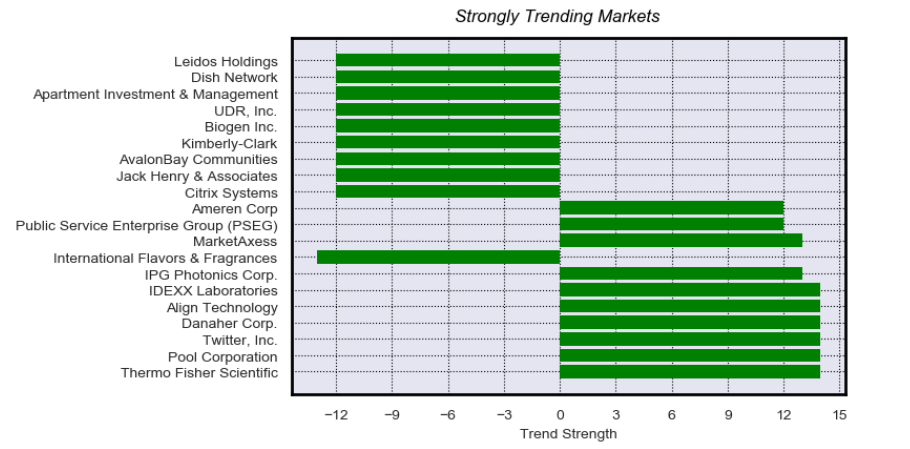 Strongly Trending Markets
Leidos Holdings
Dish Network
Apartment Investment & Management
UDR, Inc.
Biogen Inc.
Kimberly-Clark
AvalonBay Communities
Jack Henry & Associates
Citrix Systems
Ameren Corp
Public Service Enterprise Group (PSEG)
MarketAxess
International Flavors & Fragrances
IPG Photonics Corp.
IDEXX Laboratories
Align Technology
Danaher Corp.
Twitter, Inc.
Pool Corporation
Thermo Fisher Scientific
−12 −9 −6 −3 0 3 6 9 12 15
Trend Strength